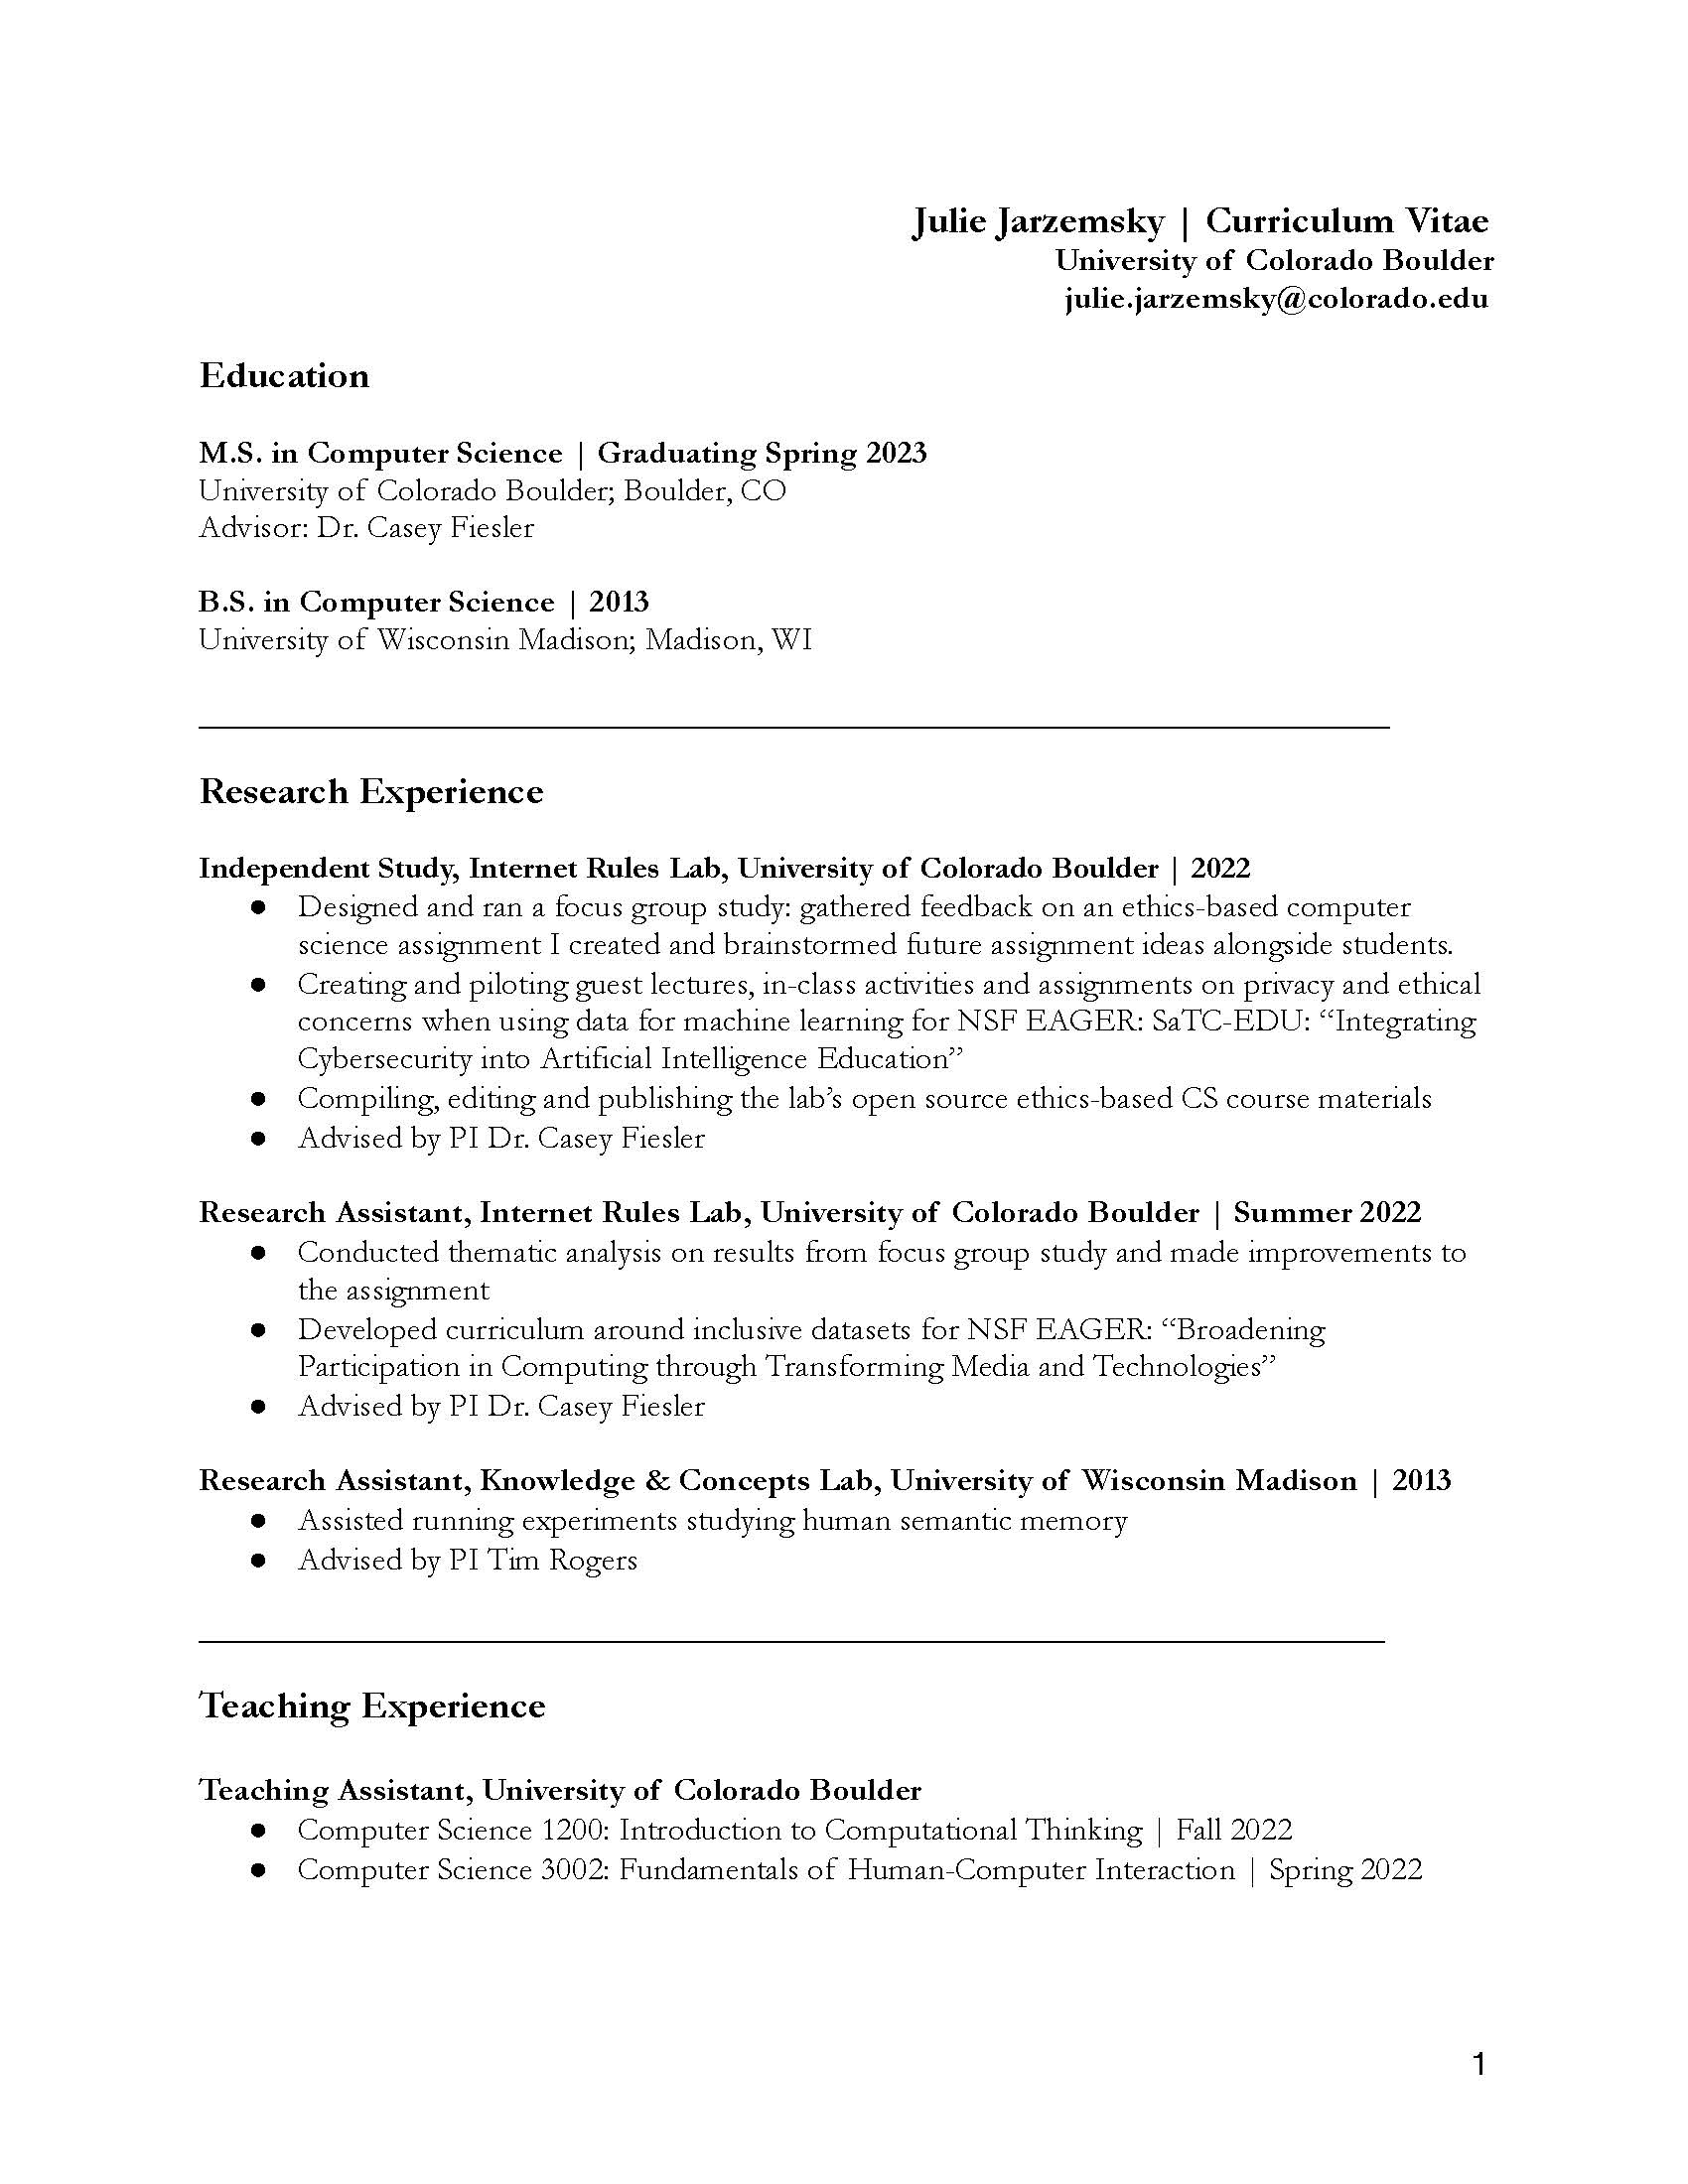 Julie Jarzemsky | Curriculum Vitae
University of Colorado Boulder
julie.jarzemsky@colorado.edu
Education
M.S. in Computer Science | Graduating Spring 2023
University of Colorado Boulder; Boulder, CO
Advisor: Dr. Casey Fiesler
B.S. in Computer Science | 2013
University of Wisconsin Madison; Madison, WI
Research Experience
Independent Study, Internet Rules Lab, University of Colorado Boulder | 2022
● Designed and ran a focus group study: gathered feedback on an ethics-based computer
science assignment I created and brainstormed future assignment ideas alongside students.
● Creating and piloting guest lectures, in-class activities and assignments on privacy and ethical
concerns when using data for machine learning for NSF EAGER: SaTC-EDU: “Integrating
Cybersecurity into Artificial Intelligence Education”
● Compiling, editing and publishing the lab’s open source ethics-based CS course materials
● Advised by PI Dr. Casey Fiesler
Research Assistant, Internet Rules Lab, University of Colorado Boulder | Summer 2022
● Conducted thematic analysis on results from focus group study and made improvements to
the assignment
● Developed curriculum around inclusive datasets for NSF EAGER: “Broadening
Participation in Computing through Transforming Media and Technologies”
● Advised by PI Dr. Casey Fiesler
Research Assistant, Knowledge & Concepts Lab, University of Wisconsin Madison | 2013
● Assisted running experiments studying human semantic memory
● Advised by PI Tim Rogers
Teaching Experience
Teaching Assistant, University of Colorado Boulder
● Computer Science 1200: Introduction to Computational Thinking | Fall 2022
● Computer Science 3002: Fundamentals of Human-Computer Interaction | Spring 2022
1